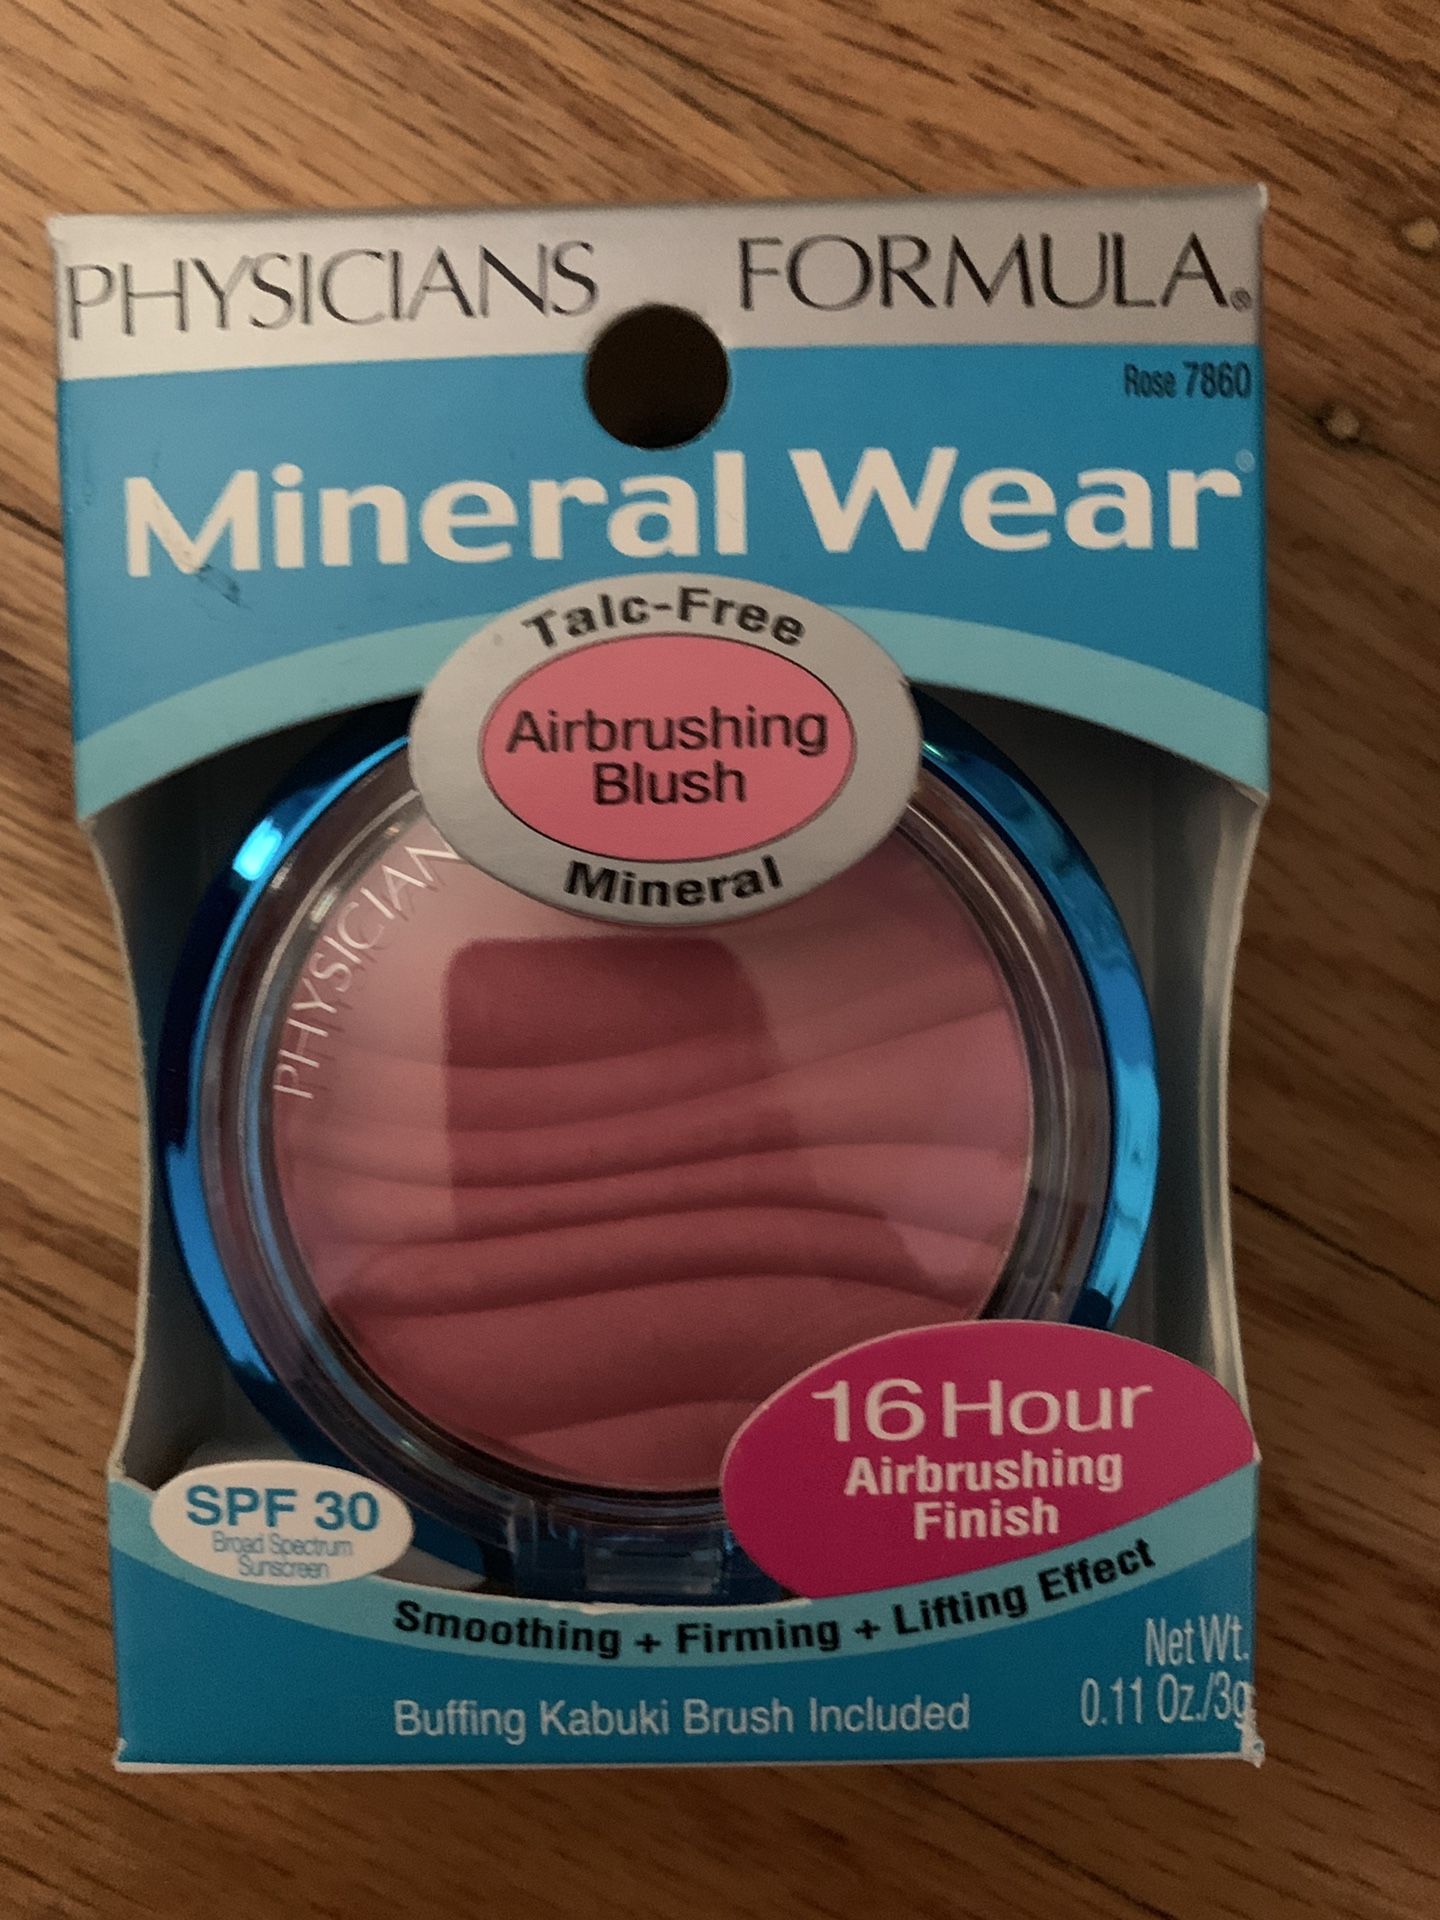 PHYSICIANS FORMULA®
Rose 7860
Mineral Wear®
Talc-Free
Airbrushing
Blush
Mineral
PHYSICIAN
16 Hour
Airbrushing
Finish
SPF 30
Broad Spectrum
Sunscreen
Smoothing + Firming + Lifting Effect
Net Wt.
0.11 Oz./3g
Buffing Kabuki Brush Included